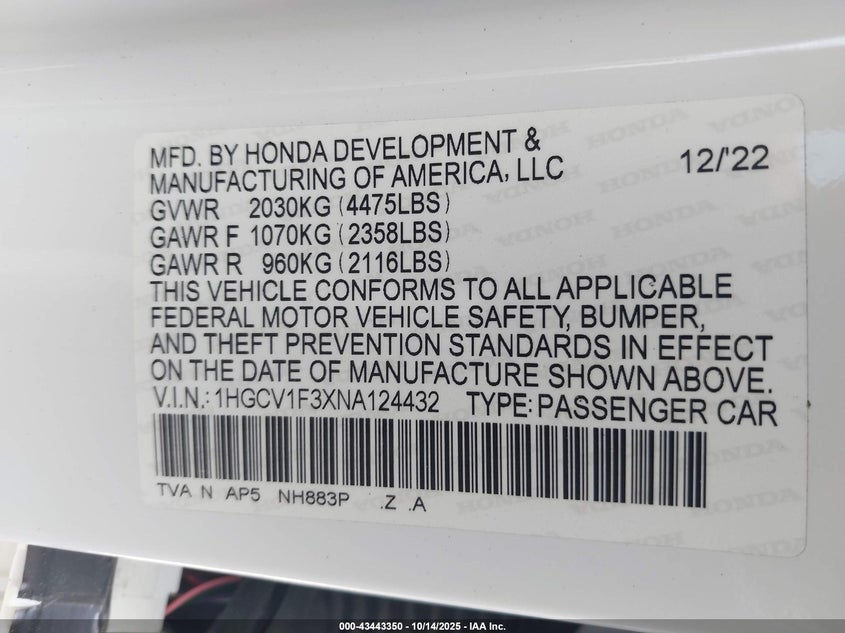 MFD. BY HONDA DEVELOPMENT &
MANUFACTURING OF AMERICA, LLC 12/'22
GVWR 2030KG (4475LBS)
GAWR F 1070KG (2358LBS)
GAWR R 960KG (2116LBS)
THIS VEHICLE CONFORMS TO ALL APPLICABLE
FEDERAL MOTOR VEHICLE SAFETY, BUMPER,
AND THEFT PREVENTION STANDARDS IN EFFECT
ON THE DATE OF MANUFACTURE SHOWN ABOVE.
V.I.N.: 1HGCV1F3XNA124432 TYPE: PASSENGER CAR
TVA N AP5 NH883P .Z .A
000-43443350 | 10/14/2025 | IAA Inc.